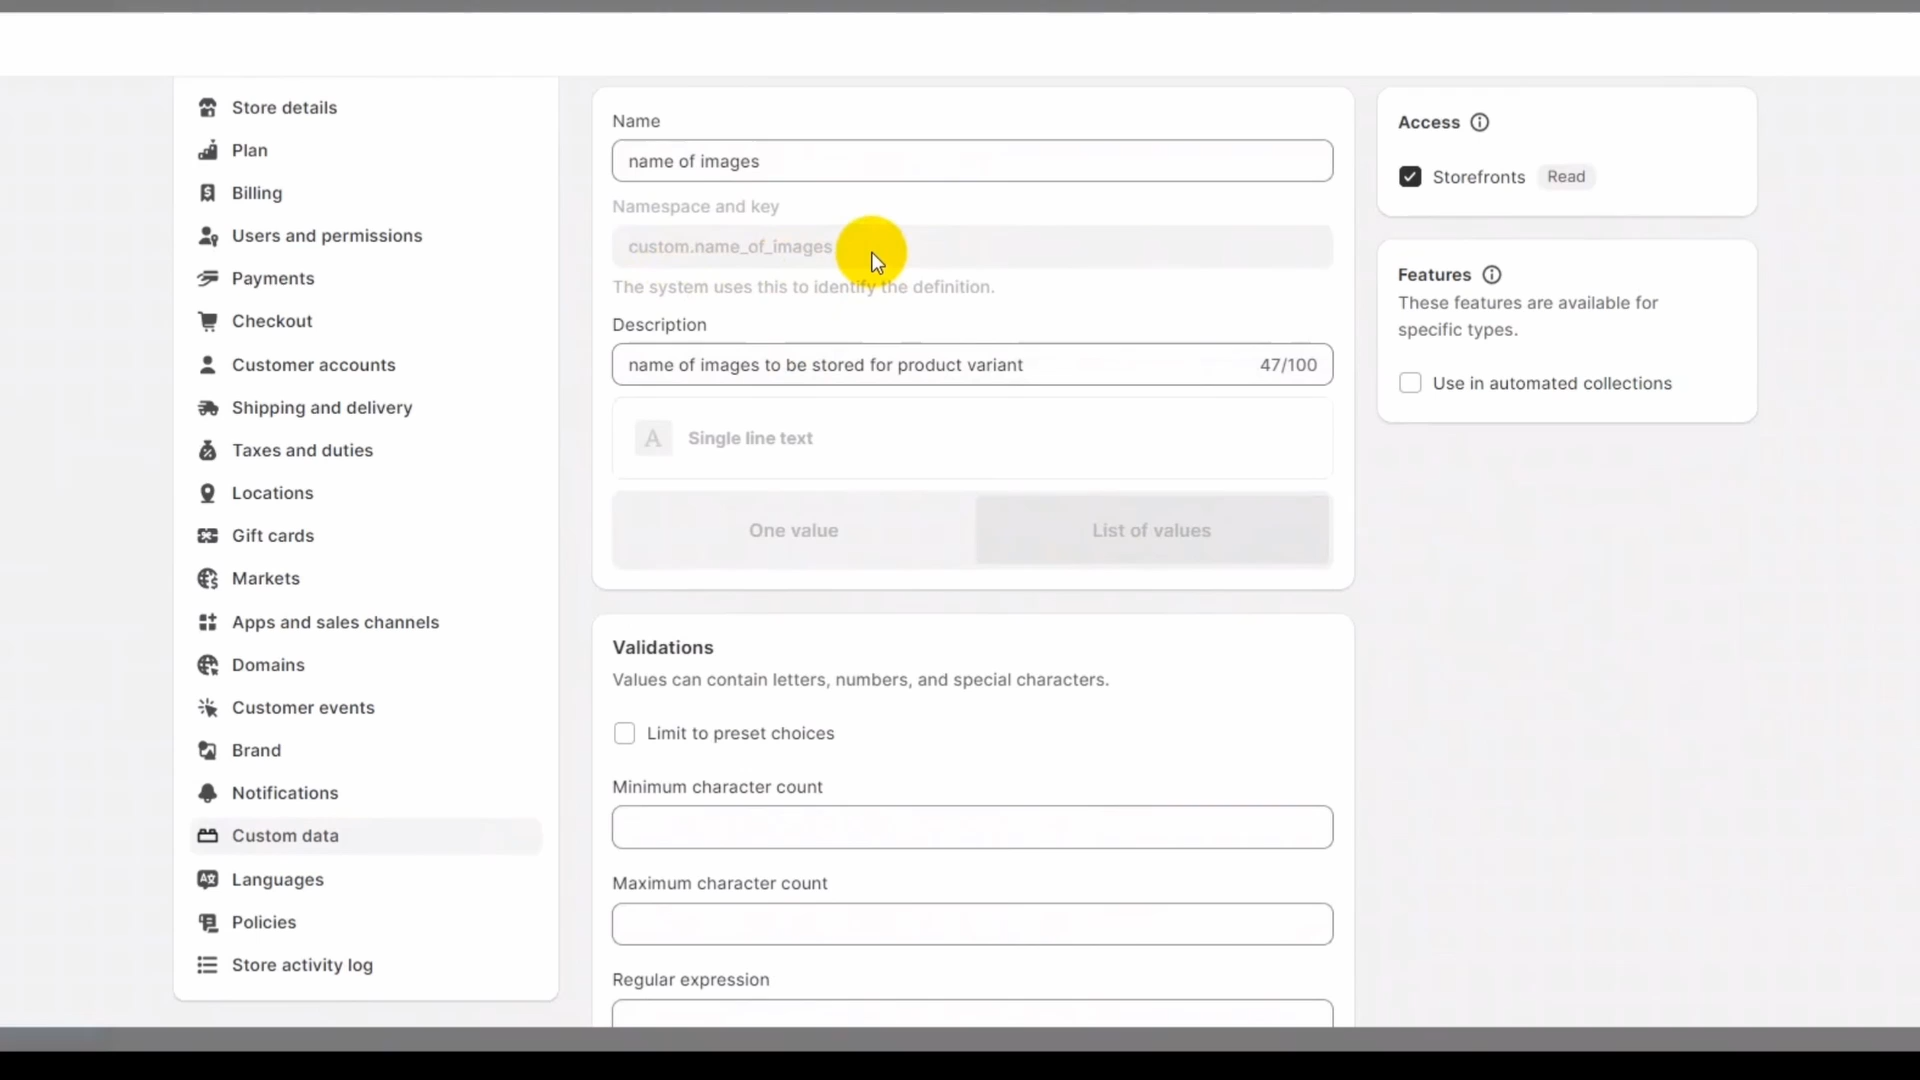 Store details
Plan
Billing
Users and permissions
Payments
Checkout
Customer accounts
Shipping and delivery
Taxes and duties
Locations
Gift cards
Markets
Apps and sales channels
Domains
Customer events
Brand
Notifications
Custom data
Languages
Policies
Store activity log
Name
name of images
Namespace and key
custom.name_of_images
The system uses this to identify the definition.
Description
name of images to be stored for product variant 47/100
A Single line text
One value List of values
Validations
Values can contain letters, numbers, and special characters.
Limit to preset choices
Minimum character count
Maximum character count
Regular expression
Access
Storefronts Read
Features
These features are available for
specific types.
Use in automated collections